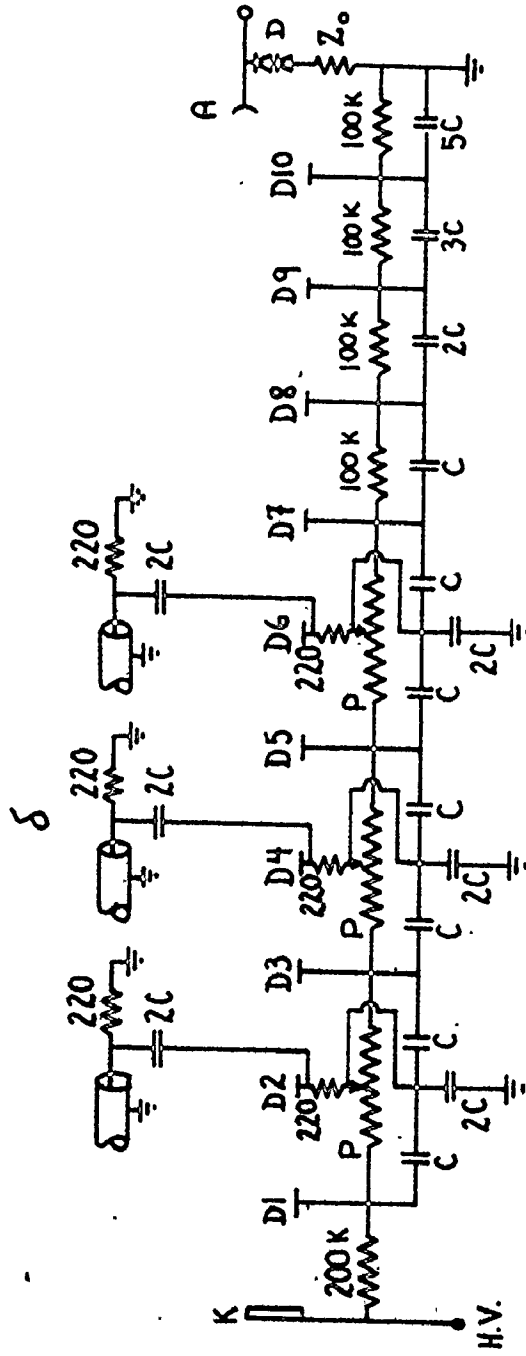 δ
220 220 220
2C 2C 2C
K A
D1 D2 D3 D4 D5 D6 D7 D8 D9 D10 D
220 220 220 Z₀
P P P 100K 100K 100K 100K
200K
C C C C C C C 2C 3C 5C
2C 2C 2C
H.V.